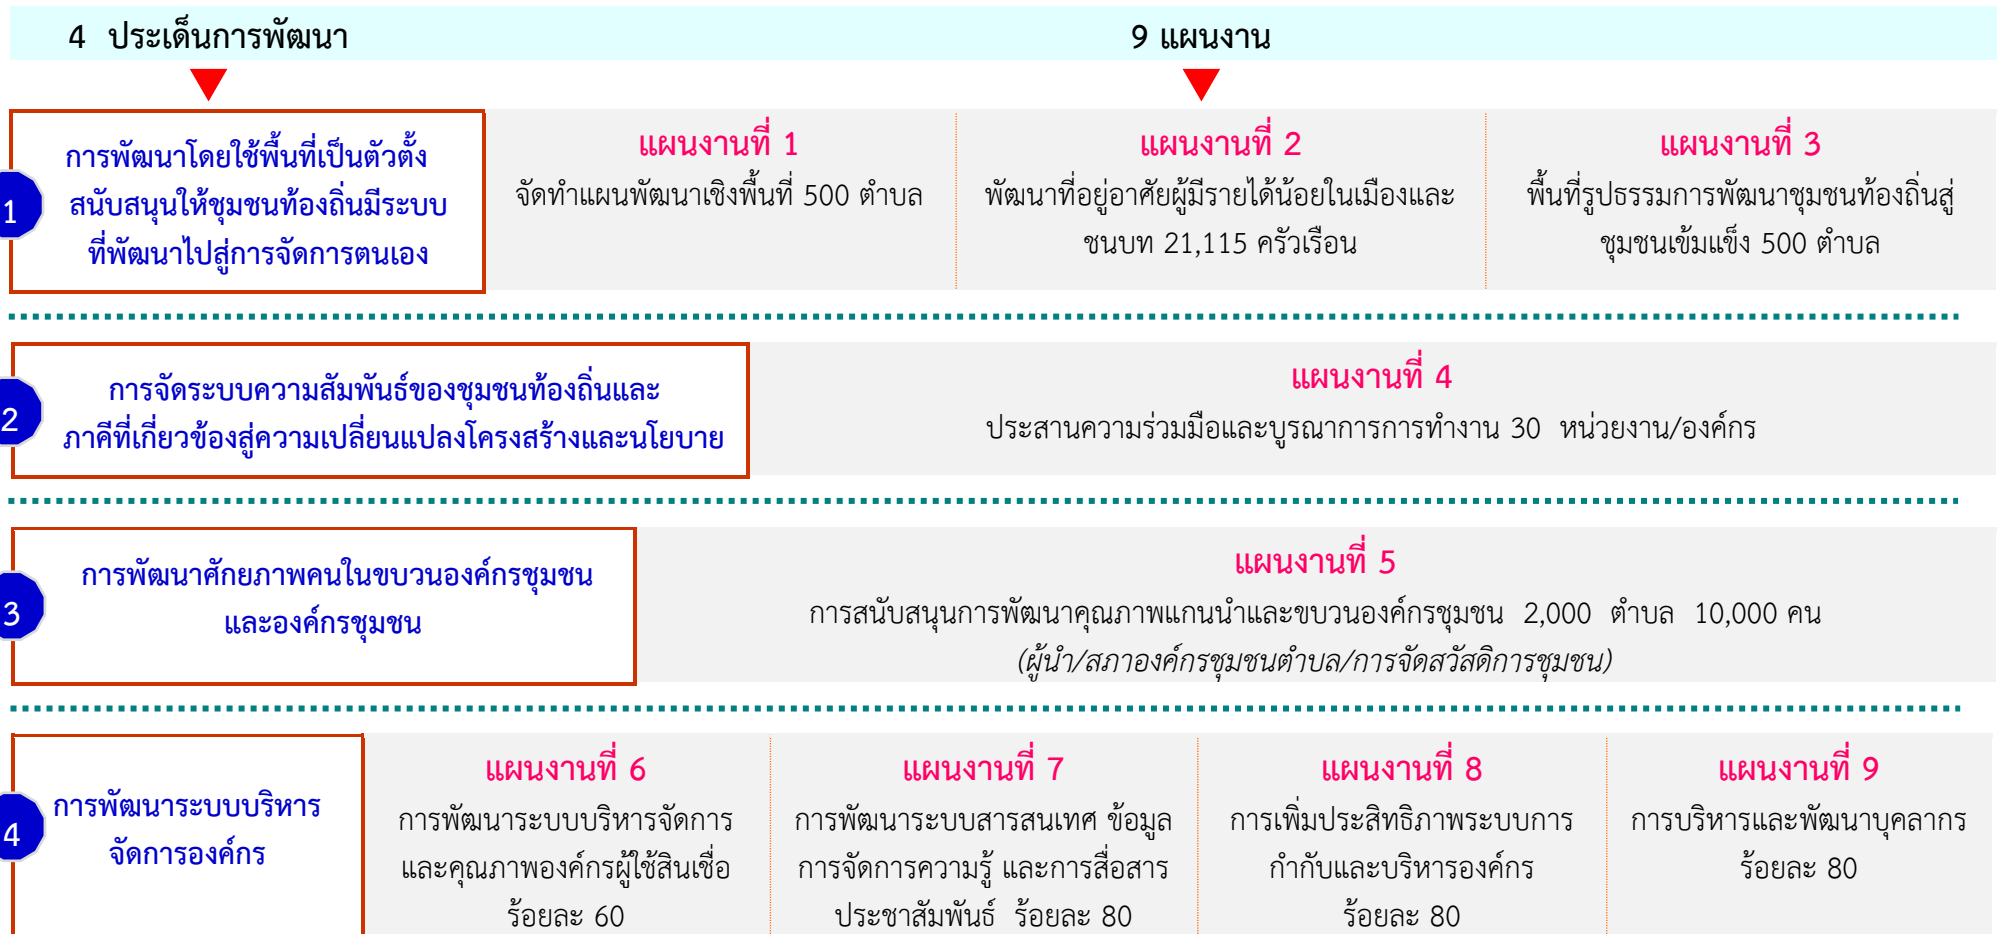 4 ประเด็นการพัฒนา
9 แผนงาน
1
การพัฒนาโดยใช้พื้นที่เป็นตัวตั้ง
สนับสนุนให้ชุมชนท้องถิ่นมีระบบ
ที่พัฒนาไปสู่การจัดการตนเอง
แผนงานที่ 1
จัดทำแผนพัฒนาเชิงพื้นที่ 500 ตำบล
แผนงานที่ 2
พัฒนาที่อยู่อาศัยผู้มีรายได้น้อยในเมืองและ
ชนบท 21,115 ครัวเรือน
แผนงานที่ 3
พื้นที่รูปธรรมการพัฒนาชุมชนท้องถิ่นสู่
ชุมชนเข้มแข็ง 500 ตำบล
2
การจัดระบบความสัมพันธ์ของชุมชนท้องถิ่นและ
ภาคีที่เกี่ยวข้องสู่ความเปลี่ยนแปลงโครงสร้างและนโยบาย
แผนงานที่ 4
ประสานความร่วมมือและบูรณาการการทำงาน 30 หน่วยงาน/องค์กร
3
การพัฒนาศักยภาพคนในขบวนองค์กรชุมชน
และองค์กรชุมชน
แผนงานที่ 5
การสนับสนุนการพัฒนาคุณภาพแกนนำและขบวนองค์กรชุมชน 2,000 ตำบล 10,000 คน
(ผู้นำ/สภาองค์กรชุมชนตำบล/การจัดสวัสดิการชุมชน)
4
การพัฒนาระบบบริหาร
จัดการองค์กร
แผนงานที่ 6
การพัฒนาระบบบริหารจัดการ
และคุณภาพองค์กรผู้ใช้สินเชื่อ
ร้อยละ 60
แผนงานที่ 7
การพัฒนาระบบสารสนเทศ ข้อมูล
การจัดการความรู้ และการสื่อสาร
ประชาสัมพันธ์ ร้อยละ 80
แผนงานที่ 8
การเพิ่มประสิทธิภาพระบบการ
กำกับและบริหารองค์กร
ร้อยละ 80
แผนงานที่ 9
การบริหารและพัฒนาบุคลากร
ร้อยละ 80